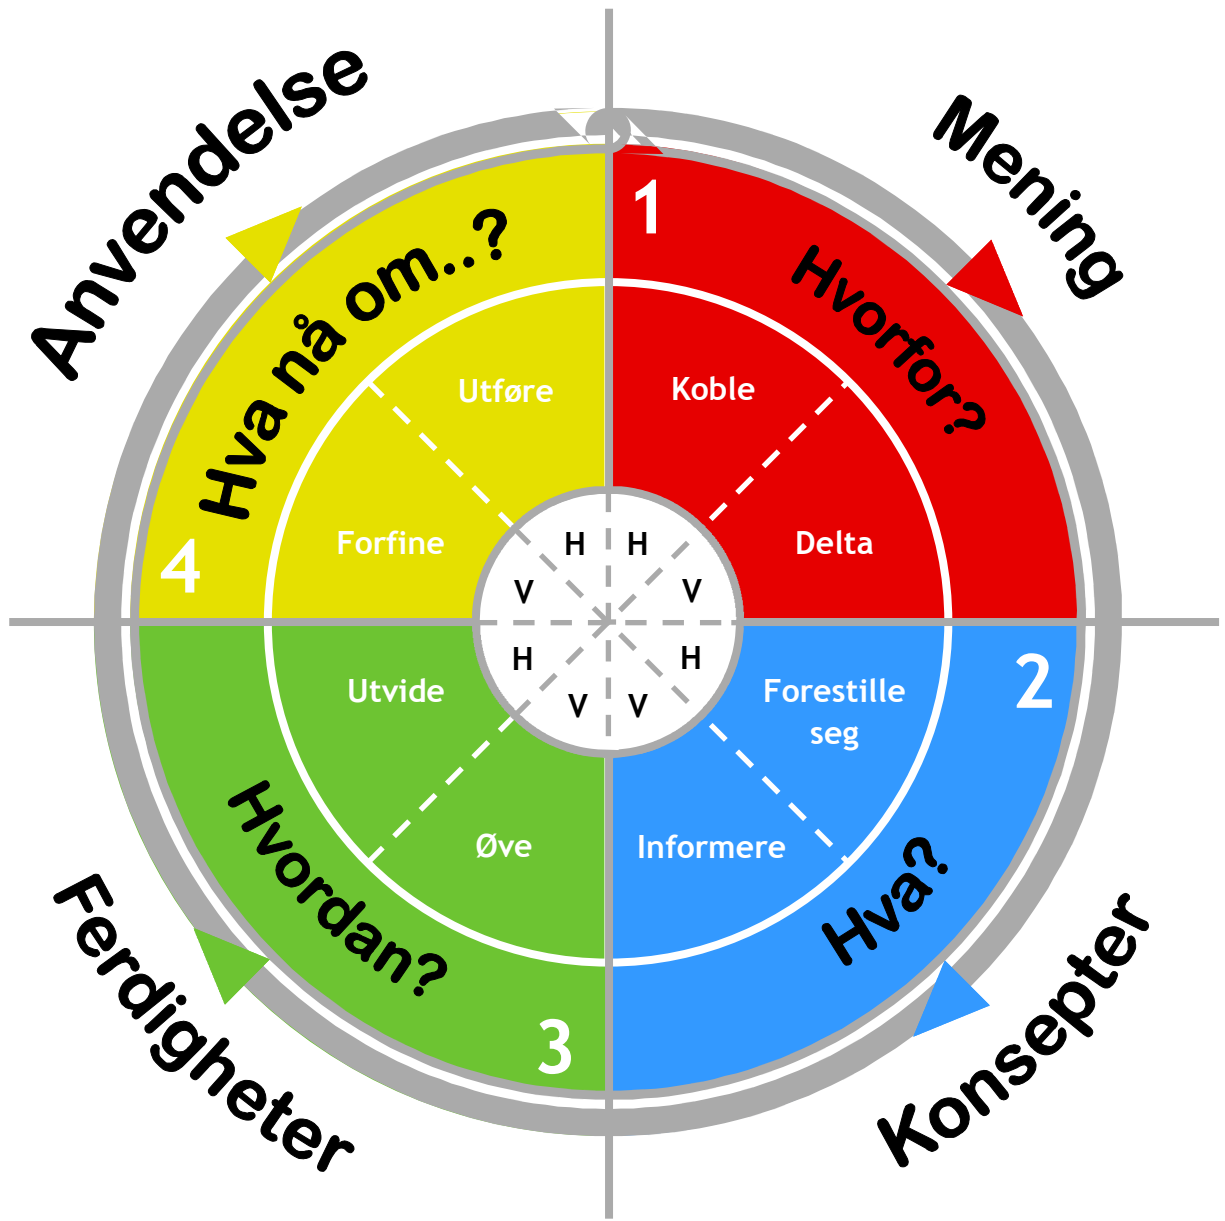 Anvendelse
Mening
1
Hvorfor?
Hva nå om..?
Utføre
Koble
Forfine
Delta
4
H
H
V
V
H
H
V
V
Utvide
Forestille
seg
2
Øve
Informere
Hvordan?
Hva?
3
Ferdigheter
Konsepter